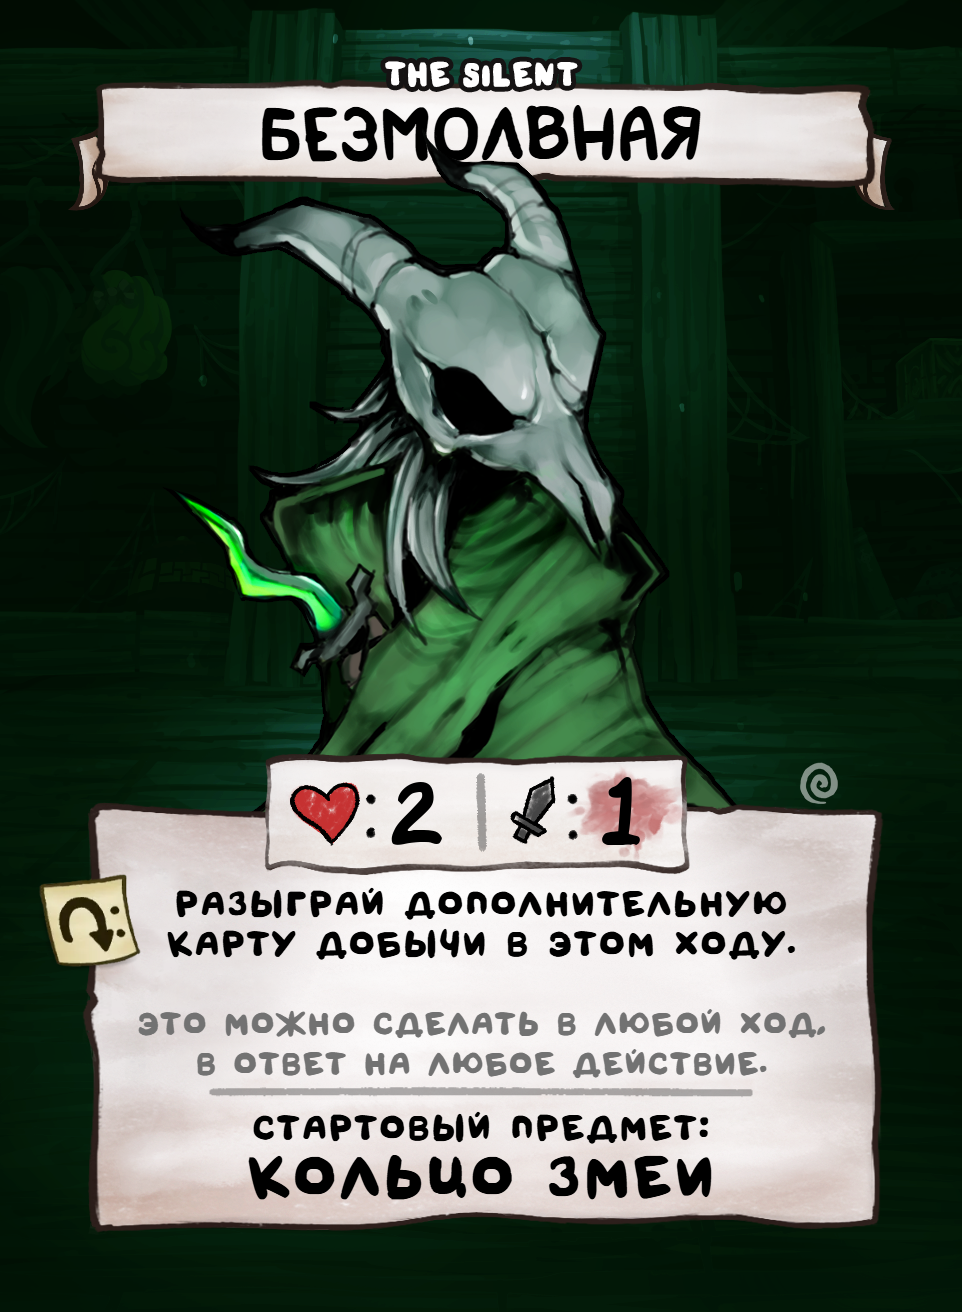 THE SILENT
БЕЗМОЛВНАЯ
: 2 | : 1
РАЗЫГРАЙ ДОПОЛНИТЕЛЬНУЮ
КАРТУ ДОБЫЧИ В ЭТОМ ХОДУ.
ЭТО МОЖНО СДЕЛАТЬ В ЛЮБОЙ ХОД,
В ОТВЕТ НА ЛЮБОЕ ДЕЙСТВИЕ.
СТАРТОВЫЙ ПРЕДМЕТ:
КОЛЬЦО ЗМЕИ